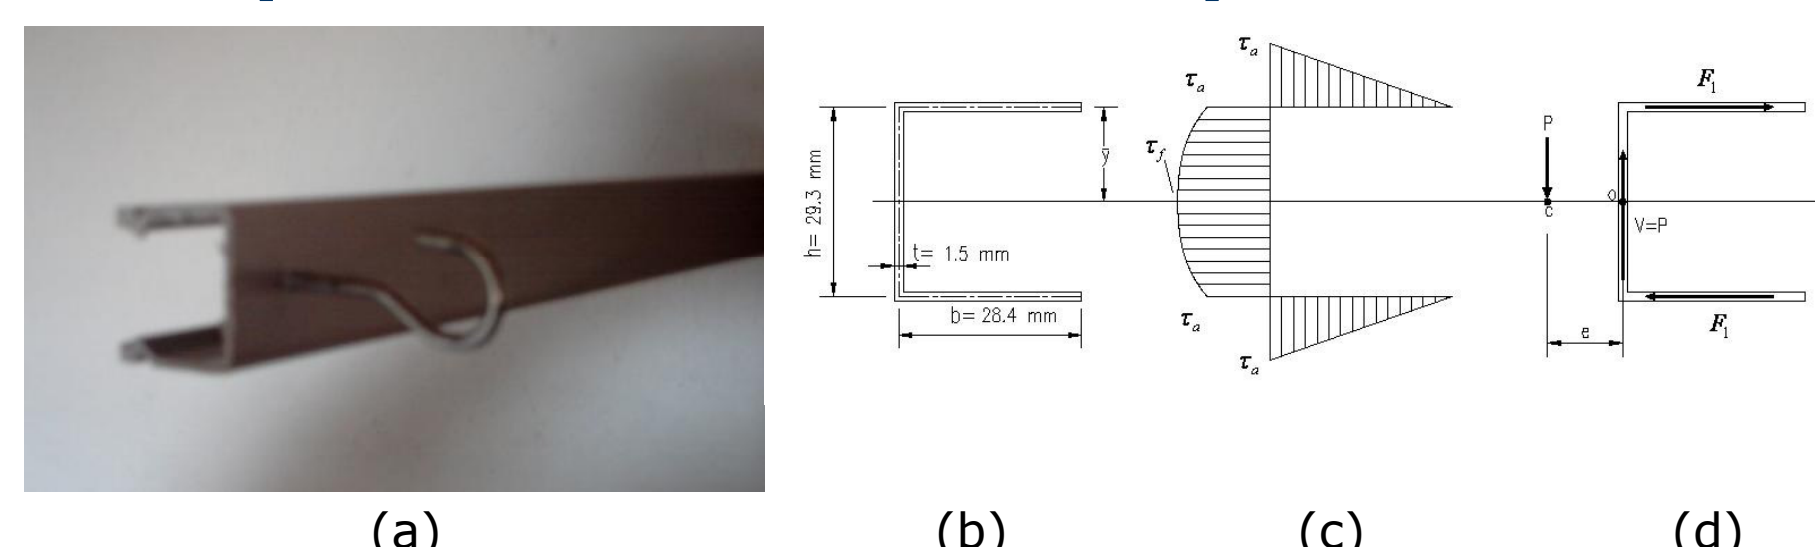 τa
τa
τf
τa
τa
h= 29.3 mm
t= 1.5 mm
b= 28.4 mm
y
P
c
o
V=P
e
F1
F1
(a)
(b)
(c)
(d)